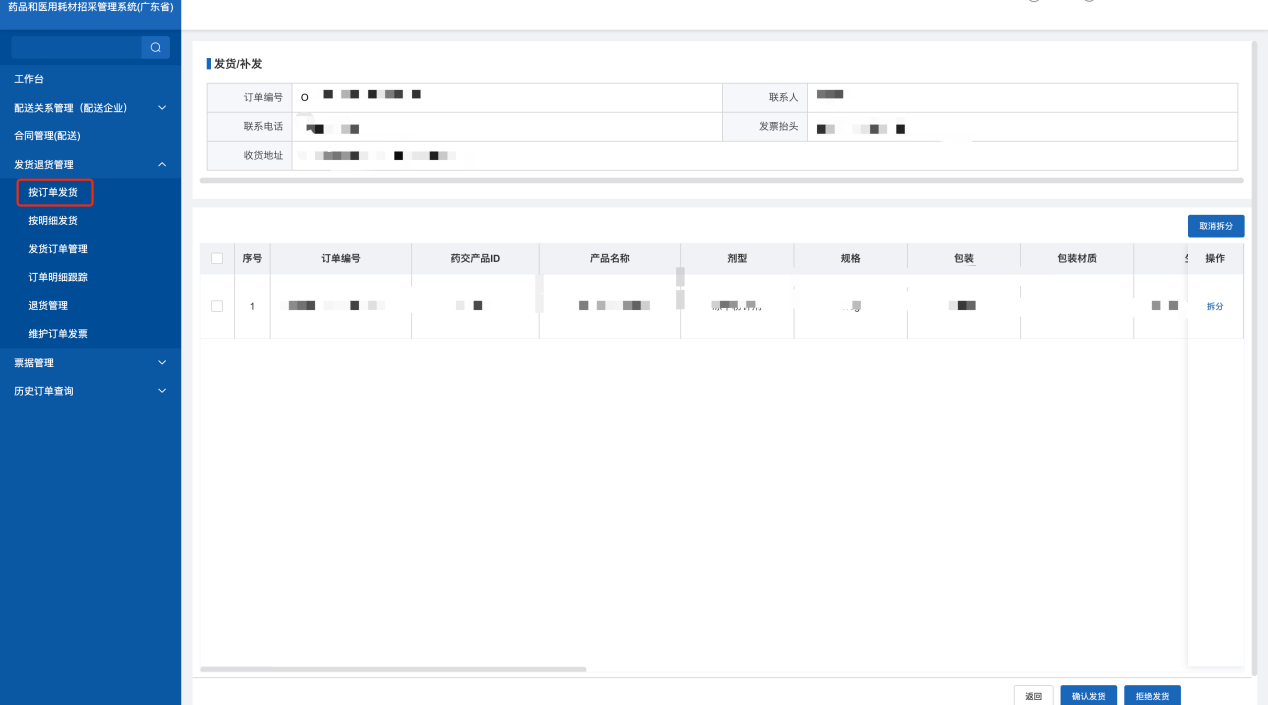 药品和医用耗材招采管理系统(广东省)
工作台
配送关系管理（配送企业)
合同管理(配送)
发货退货管理
按订单发货
按明细发货
发货订单管理
订单明细跟踪
退货管理
维护订单发票
票据管理
历史订单查询
发货/补发
订单编号 O 联系人
联系电话 发票抬头
收货地址
取消拆分
序号 订单编号 药交产品ID 产品名称 剂型 规格 包装 包装材质 操作
1 拆分
返回 确认发货 拒绝发货